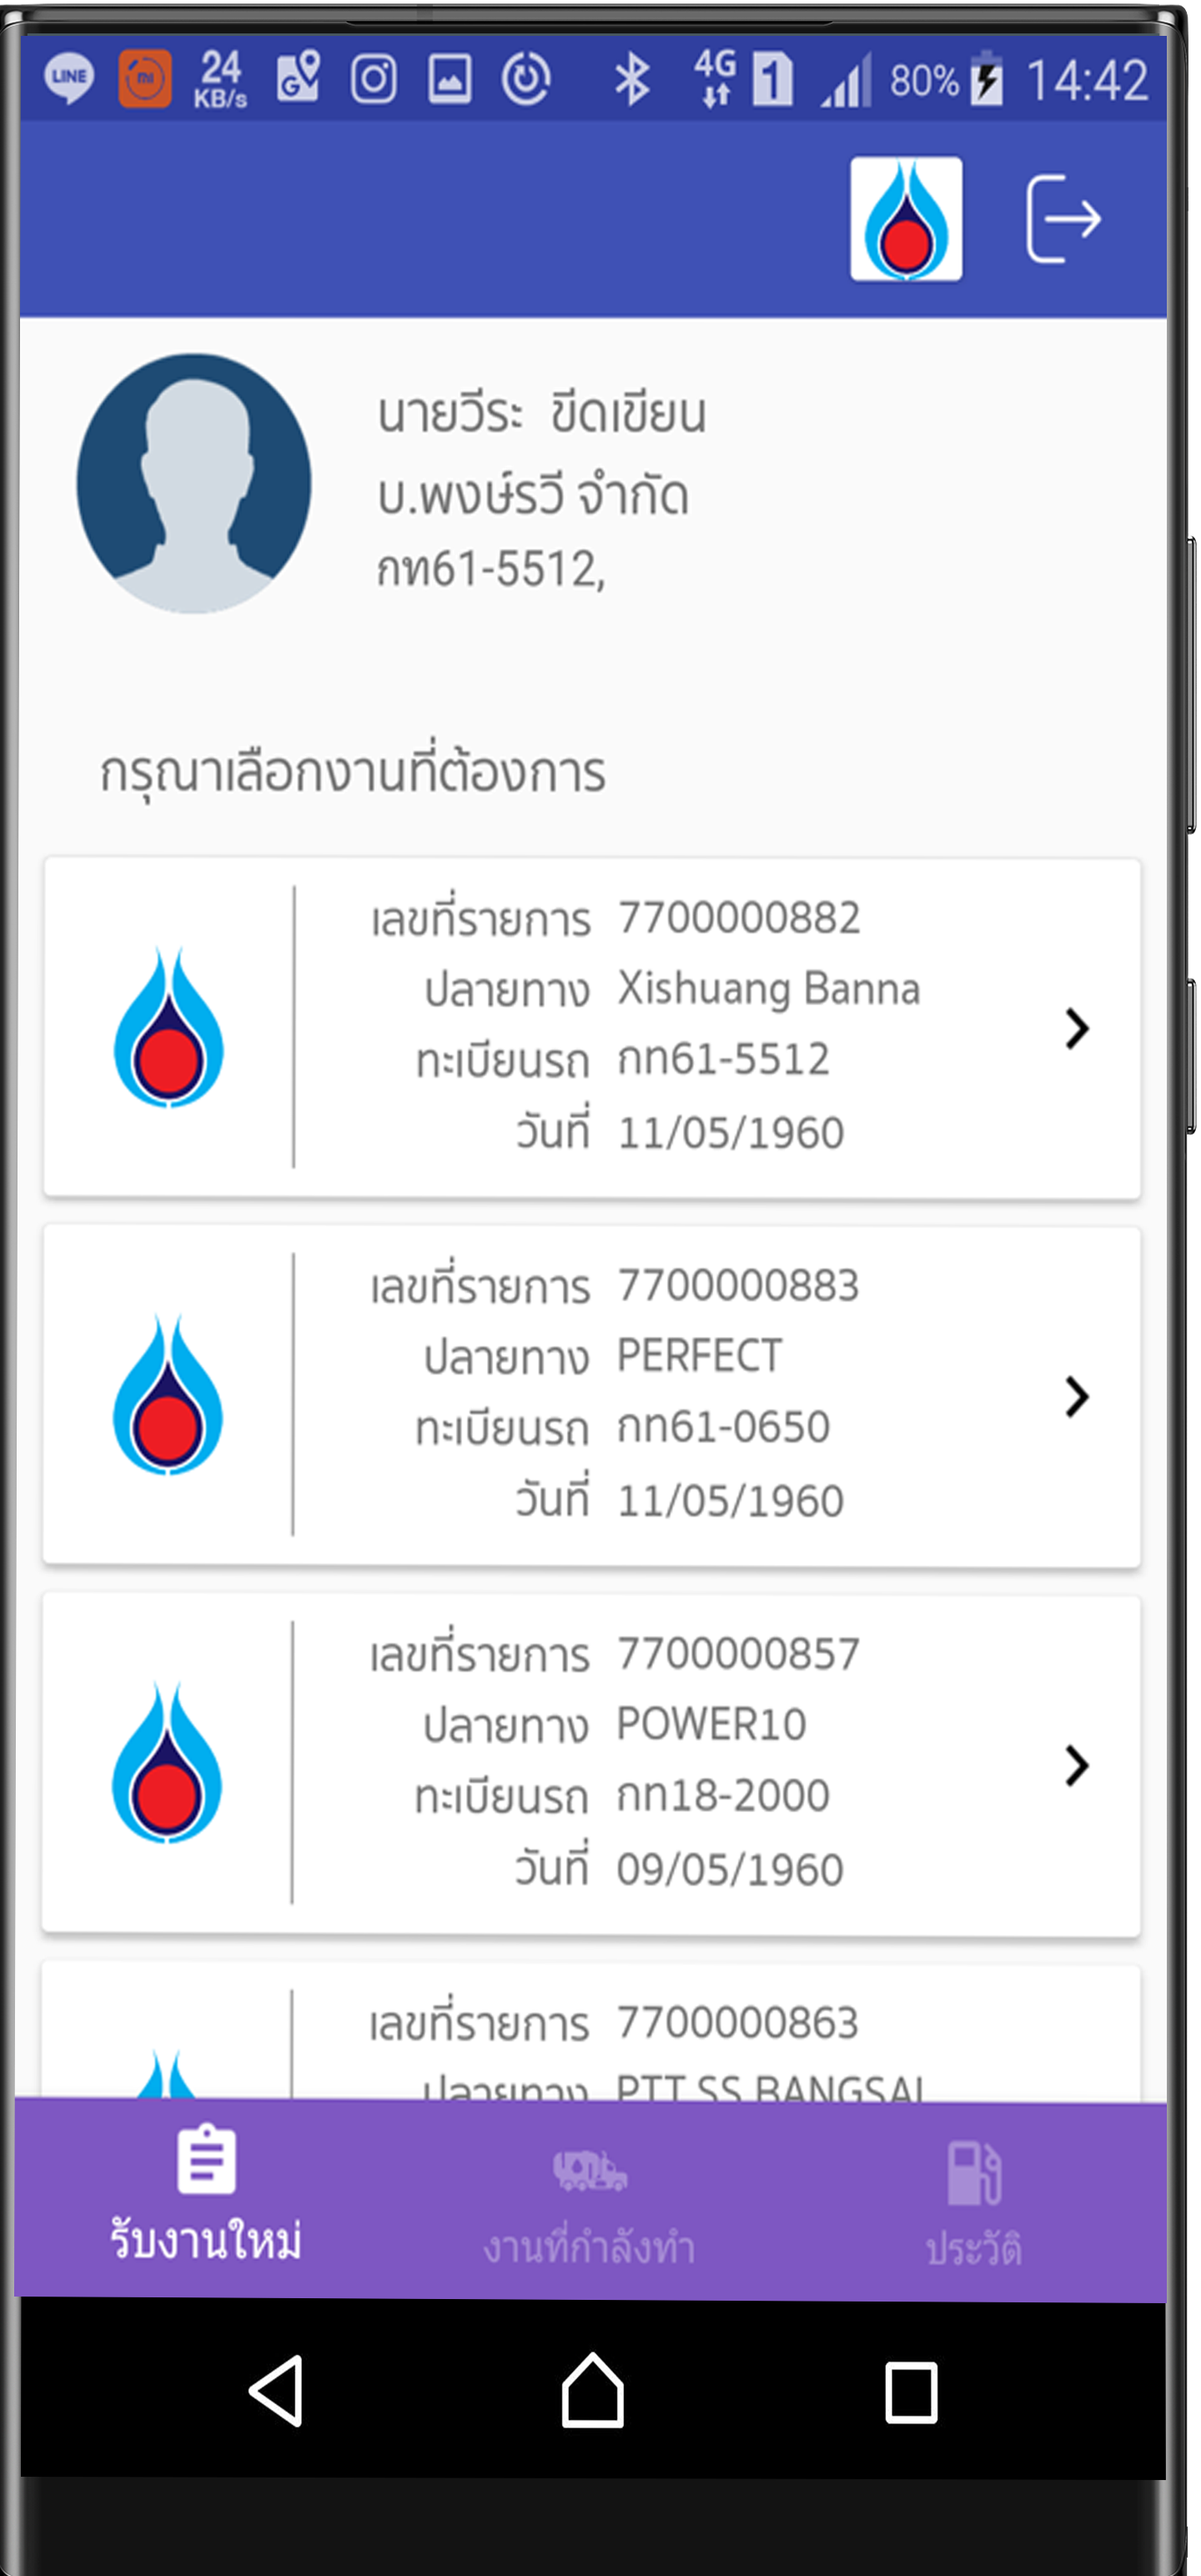 LINE
24
KB/s
4G
1
80%
14:42
นายวีระ ขีดเขียน
บ.พงษ์รวี จำกัด
กท61-5512,
กรุณาเลือกงานที่ต้องการ
เลขที่รายการ 7700000882
ปลายทาง Xishuang Banna
ทะเบียนรถ กท61-5512
วันที่ 11/05/1960
เลขที่รายการ 7700000883
ปลายทาง PERFECT
ทะเบียนรถ กท61-0650
วันที่ 11/05/1960
เลขที่รายการ 7700000857
ปลายทาง POWER10
ทะเบียนรถ กท18-2000
วันที่ 09/05/1960
เลขที่รายการ 7700000863
ปลายทาง PTT SS BANGSAI
รับงานใหม่
งานที่กำลังทำ
ประวัติ